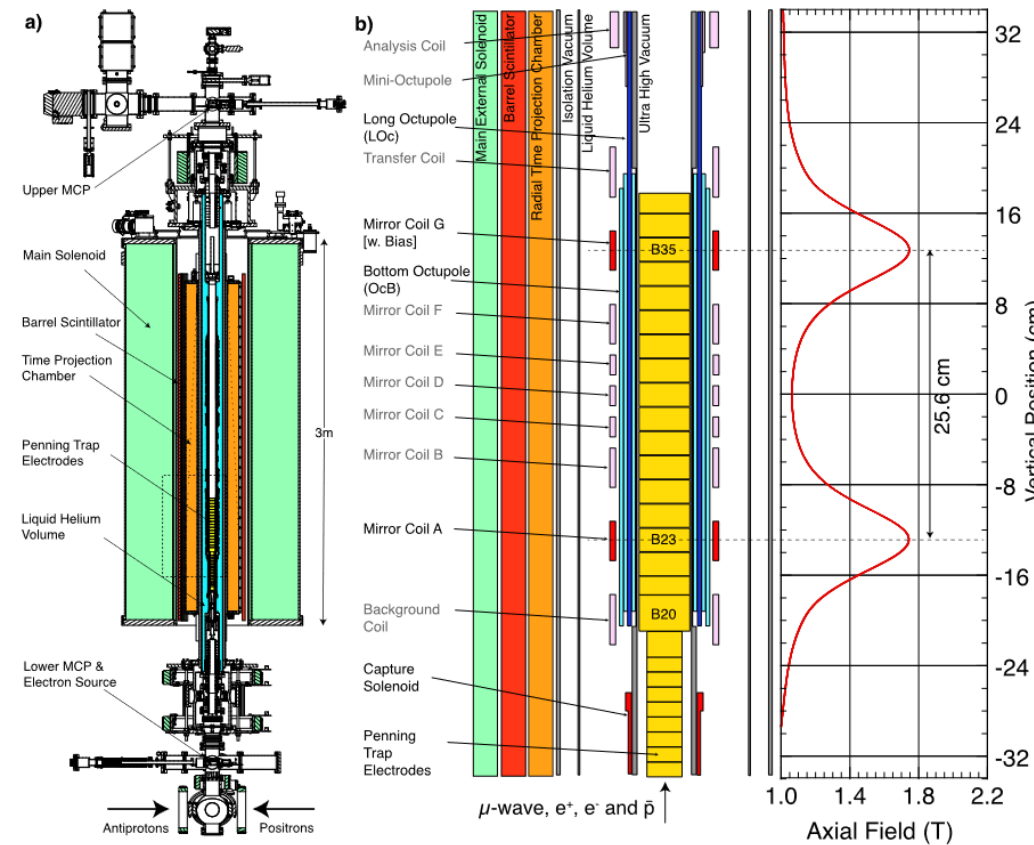 a)
Upper MCP
Main Solenoid
Barrel Scintillator
Time Projection
Chamber
3m
Penning Trap
Electrodes
Liquid Helium
Volume
Lower MCP &
Electron Source
Antiprotons
Positrons
b)
Analysis Coil
Mini-Octupole
Long Octupole
(LOc)
Transfer Coil
Mirror Coil G
[w. Bias]
Bottom Octupole
(OcB)
Mirror Coil F
Mirror Coil E
Mirror Coil D
Mirror Coil C
Mirror Coil B
Mirror Coil A
Background
Coil
Capture
Solenoid
Penning
Trap
Electrodes
Main External Solenoid
Barrel Scintillator
Radial Time Projection Chamber
Isolation Vacuum
Liquid Helium Volume
Ultra High Vacuum
B35
B23
B20
μ-wave, e⁺, e⁻ and p̄
32
24
16
8
0
-8
-16
-24
-32
25.6 cm
Vertical Position (cm)
1.0 1.4 1.8 2.2
Axial Field (T)